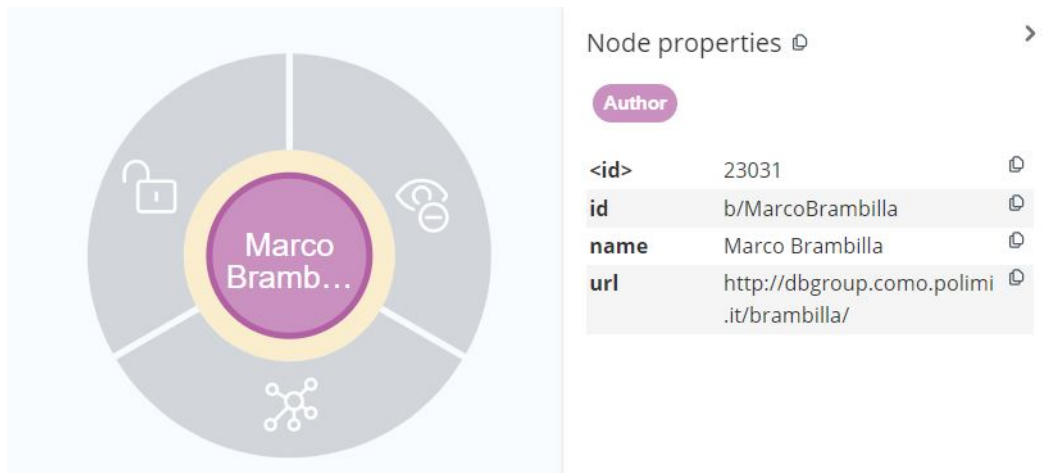 Marco
Bramb...
Node properties
Author
<id> 23031
id b/MarcoBrambilla
name Marco Brambilla
url http://dbgroup.como.polimi
.it/brambilla/